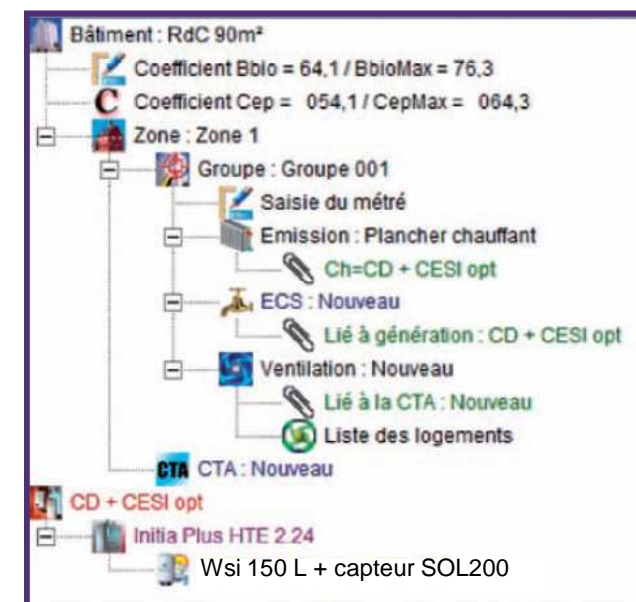 Bâtiment : RdC 90m²
Coefficient Bbio = 64,1 / BbioMax = 76,3
C Coefficient Cep = 054,1 / CepMax = 064,3
Zone : Zone 1
Groupe : Groupe 001
Saisie du métré
Emission : Plancher chauffant
Ch=CD + CESI opt
ECS : Nouveau
Lié à génération : CD + CESI opt
Ventilation : Nouveau
Lié à la CTA : Nouveau
Liste des logements
CTA CTA : Nouveau
CD + CESI opt
Initia Plus HTE 2.24
Wsi 150 L + capteur SOL200